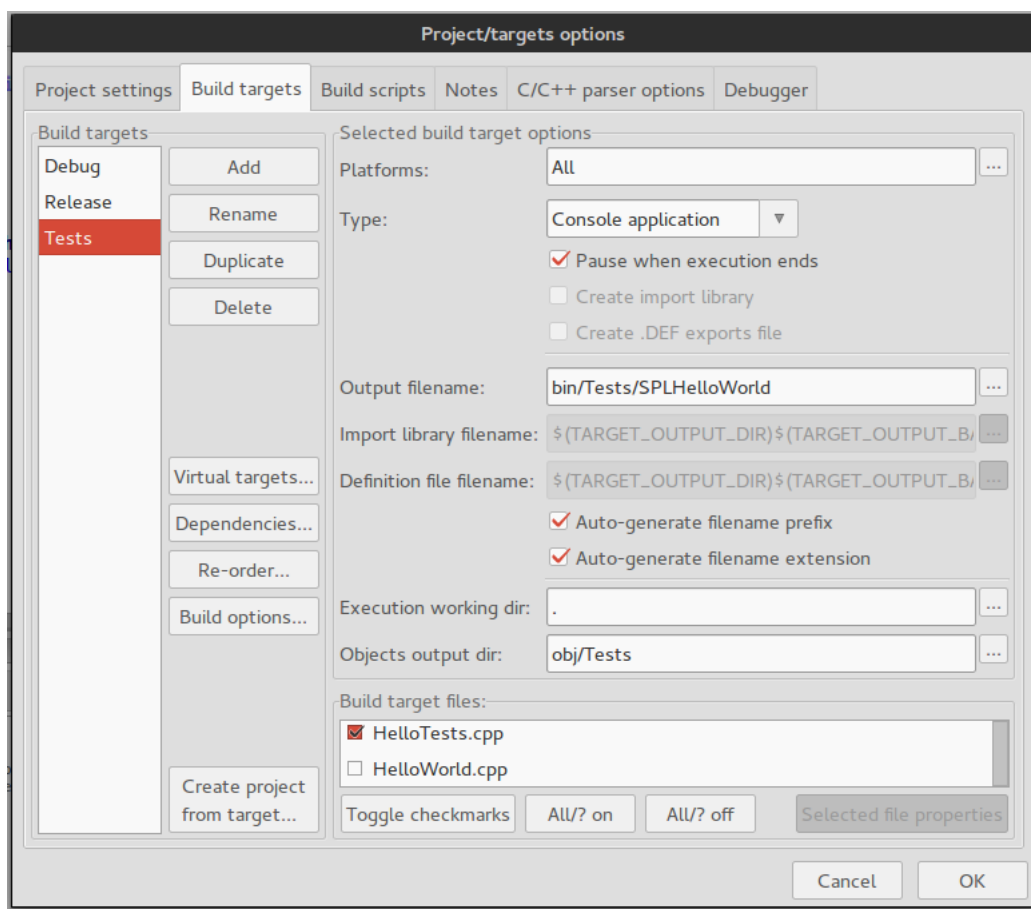 Project/targets options
Project settings
Build targets
Build scripts
Notes
C/C++ parser options
Debugger
Build targets
Debug
Release
Tests
Add
Rename
Duplicate
Delete
Virtual targets...
Dependencies...
Re-order...
Build options...
Create project
from target...
Selected build target options
Platforms:
All
...
Type:
Console application
Pause when execution ends
Create import library
Create .DEF exports file
Output filename:
bin/Tests/SPLHelloWorld
...
Import library filename:
$(TARGET_OUTPUT_DIR)$(TARGET_OUTPUT_BA
...
Definition file filename:
$(TARGET_OUTPUT_DIR)$(TARGET_OUTPUT_BA
...
Auto-generate filename prefix
Auto-generate filename extension
Execution working dir:
.
...
Objects output dir:
obj/Tests
...
Build target files:
HelloTests.cpp
HelloWorld.cpp
Toggle checkmarks
All/? on
All/? off
Selected file properties
Cancel
OK